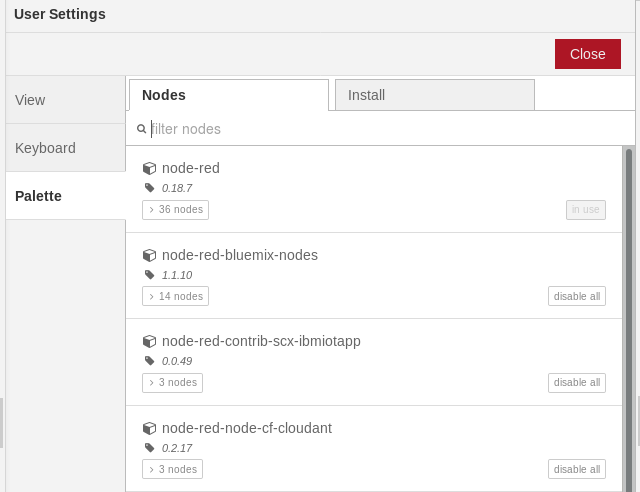 User Settings
Close
View
Keyboard
Palette
Nodes
Install
filter nodes
node-red
0.18.7
36 nodes
in use
node-red-bluemix-nodes
1.1.10
14 nodes
disable all
node-red-contrib-scx-ibmiotapp
0.0.49
3 nodes
disable all
node-red-node-cf-cloudant
0.2.17
3 nodes
disable all